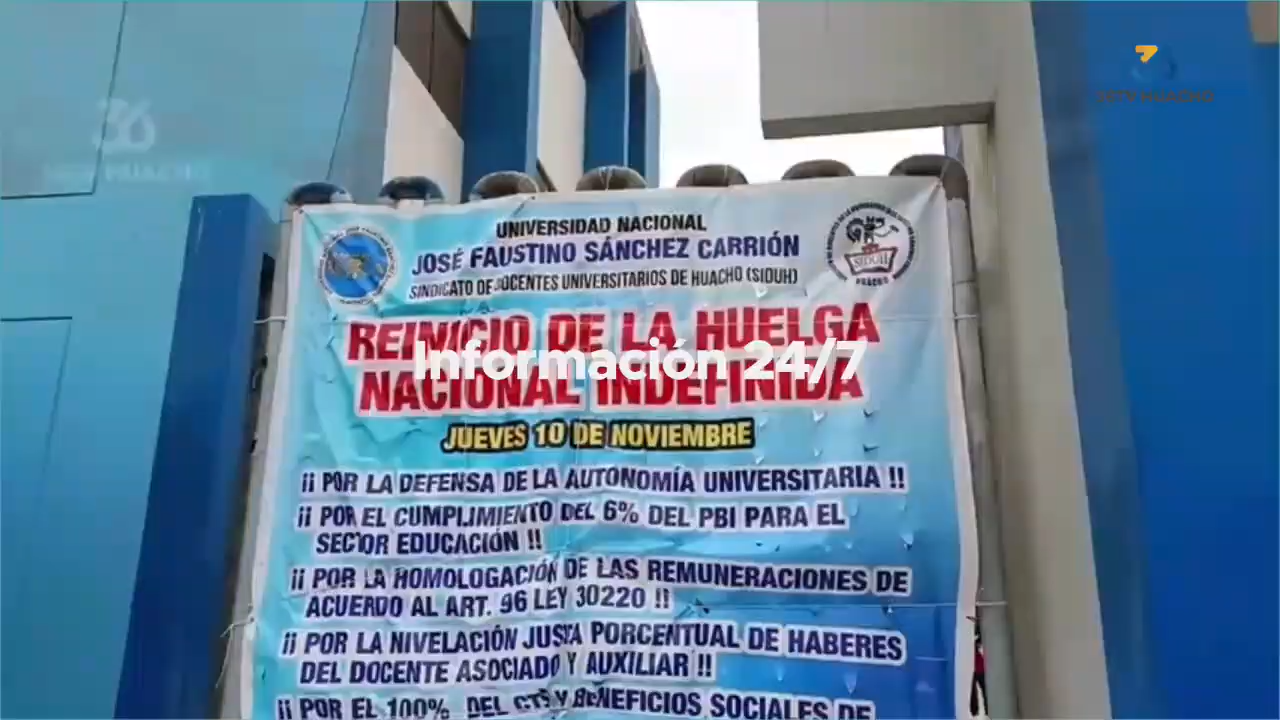 36
HUACHO
UNIVERSIDAD NACIONAL
JOSÉ FAUSTINO SÁNCHEZ CARRIÓN
SINDICATO DE DOCENTES UNIVERSITARIOS DE HUACHO (SIDUH)
SIDUH
HUACHO
REINICIO DE LA HUELGA
NACIONAL INDEFINIDA
Información 24/7
JUEVES 10 DE NOVIEMBRE
¡¡ POR LA DEFENSA DE LA AUTONOMÍA UNIVERSITARIA !!
¡¡ POR EL CUMPLIMIENTO DEL 6% DEL PBI PARA EL
SECTOR EDUCACIÓN !!
¡¡ POR LA HOMOLOGACIÓN DE LAS REMUNERACIONES DE
ACUERDO AL ART. 96 LEY 30220 !!
¡¡ POR LA NIVELACIÓN JUSTA PORCENTUAL DE HABERES
DEL DOCENTE ASOCIADO Y AUXILIAR !!
¡¡ POR EL 100% DEL CTS Y BENEFICIOS SOCIALES DE